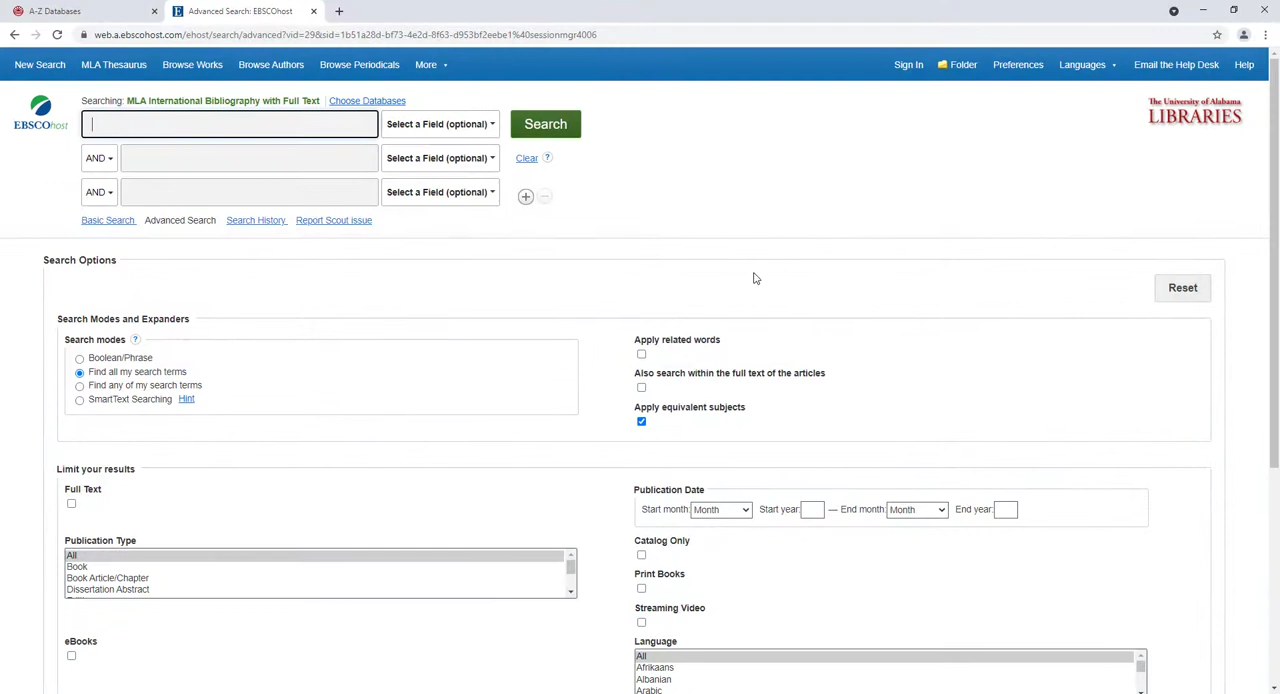 A-Z Databases
Advanced Search: EBSCOhost
web.a.ebscohost.com/ehost/search/advanced?vid=29&sid=1b51a28d-bf73-4e2d-8f63-d953bf2eebe1%40sessionmgr4006
New Search MLA Thesaurus Browse Works Browse Authors Browse Periodicals More Sign In Folder Preferences Languages Email the Help Desk Help
Searching: MLA International Bibliography with Full Text Choose Databases
EBSCOhost
Select a Field (optional) Search
The University of Alabama
LIBRARIES
AND Select a Field (optional) Clear ?
AND Select a Field (optional)
Basic Search Advanced Search Search History Report Scout issue
Search Options
Reset
Search Modes and Expanders
Search modes ?
Boolean/Phrase
Find all my search terms
Find any of my search terms
SmartText Searching Hint
Apply related words
Also search within the full text of the articles
Apply equivalent subjects
Limit your results
Full Text
Publication Date
Start month: Month Start year: — End month: Month End year:
Publication Type
All
Book
Book Article/Chapter
Dissertation Abstract
Catalog Only
Print Books
Streaming Video
eBooks
Language
All
Afrikaans
Albanian
Arabic